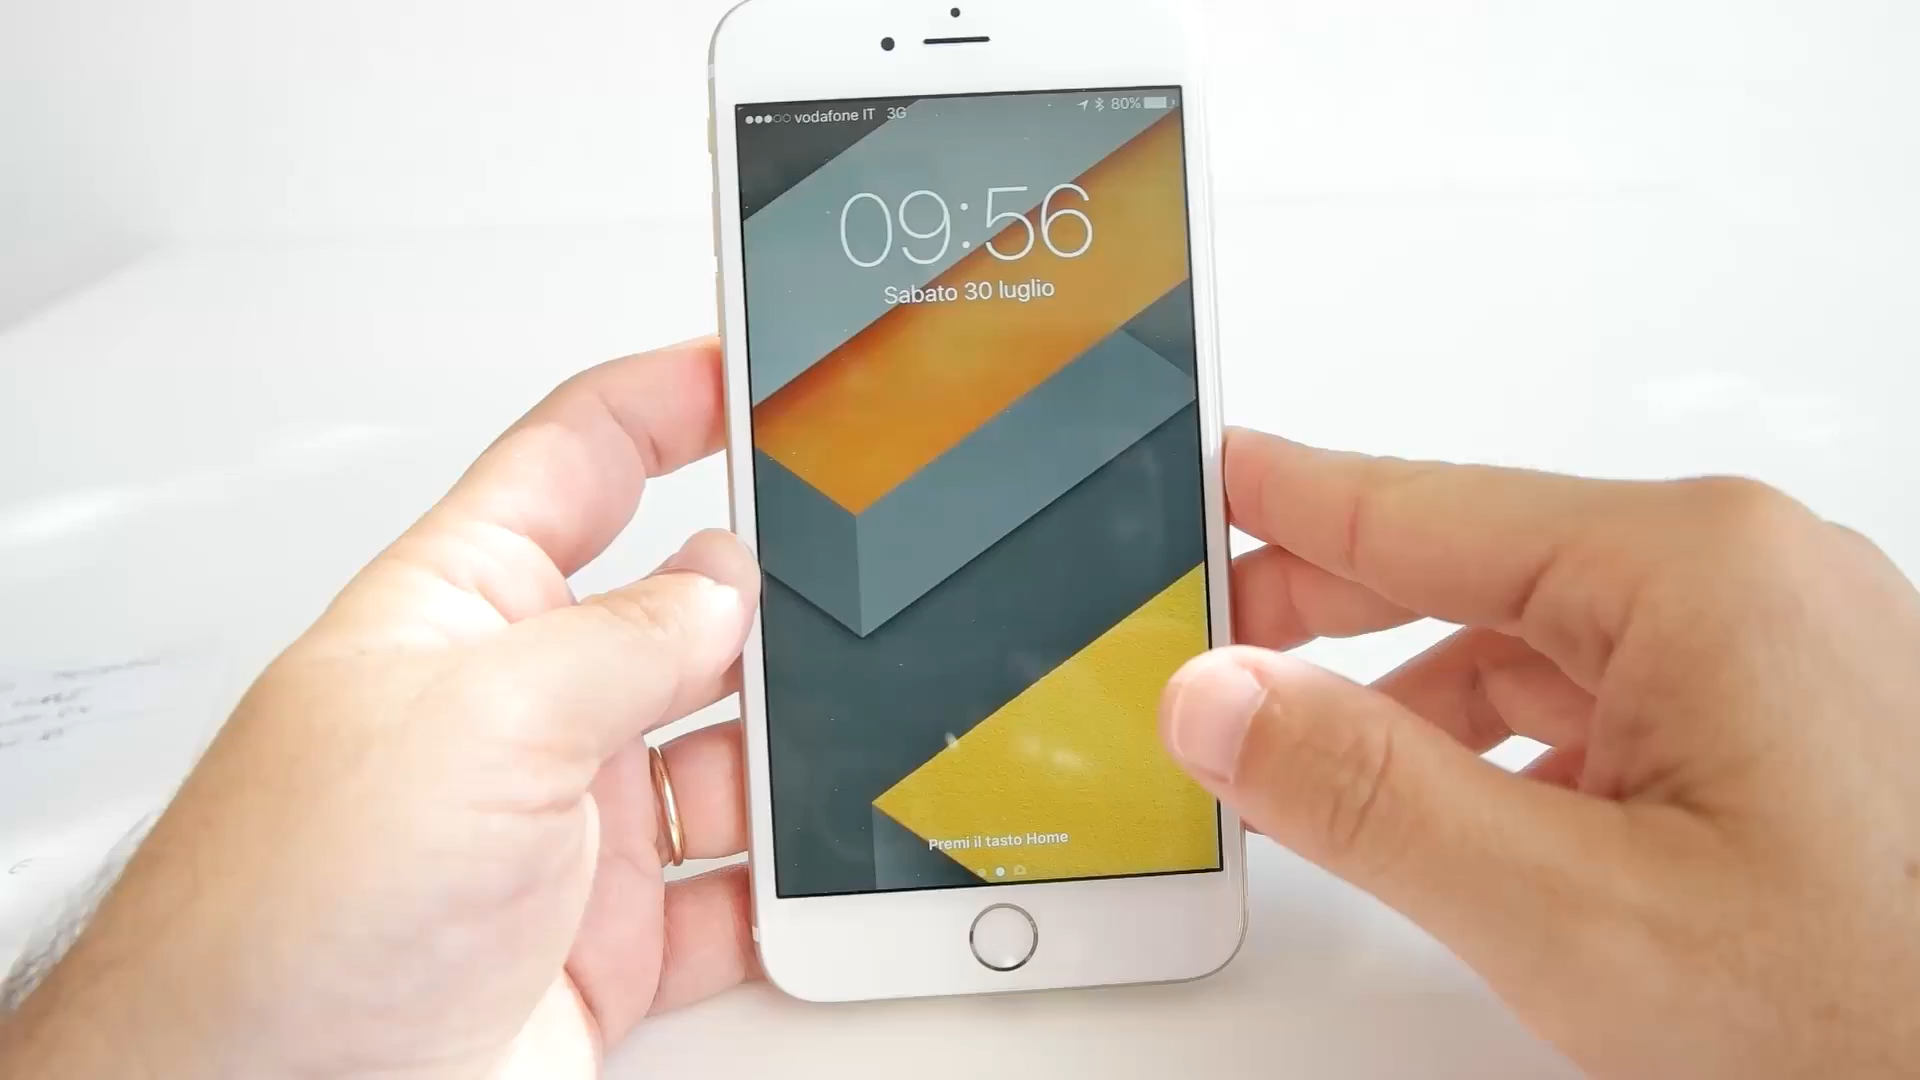 vodafone IT 3G 80%
09:56
Sabato 30 luglio
Premi il tasto Home